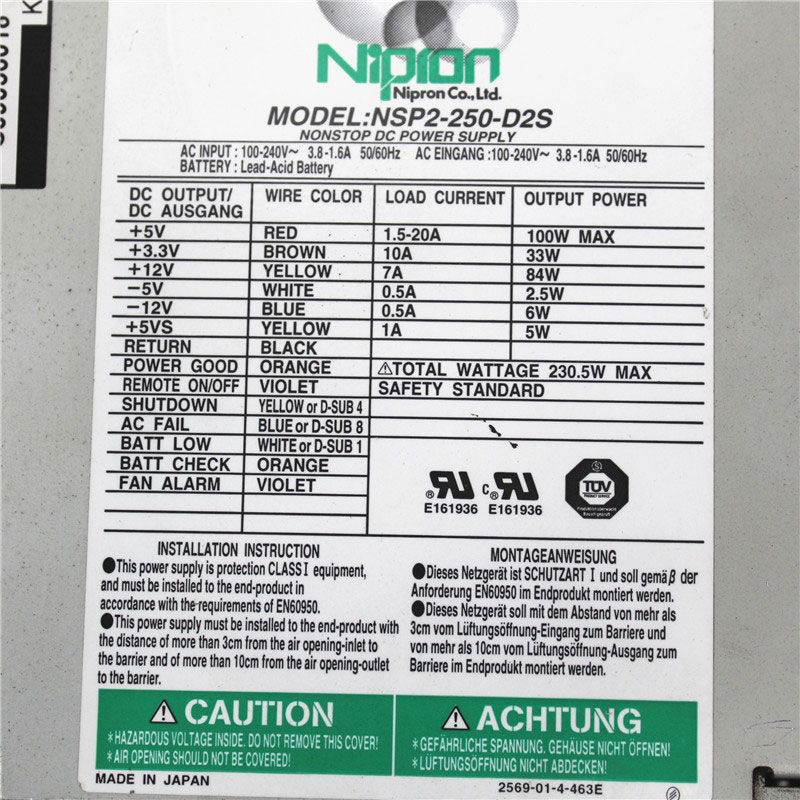 Nipron
Nipron Co.,Ltd.
MODEL:NSP2-250-D2S
NONSTOP DC POWER SUPPLY
AC INPUT : 100-240V~ 3.8-1.6A 50/60Hz AC EINGANG : 100-240V~ 3.8-1.6A 50/60Hz
BATTERY : Lead-Acid Battery
DC OUTPUT/ DC AUSGANG WIRE COLOR LOAD CURRENT OUTPUT POWER
+5V RED 1.5-20A 100W MAX
+3.3V BROWN 10A 33W
+12V YELLOW 7A 84W
−5V WHITE 0.5A 2.5W
−12V BLUE 0.5A 6W
+5VS YELLOW 1A 5W
RETURN BLACK
POWER GOOD ORANGE ⚠TOTAL WATTAGE 230.5W MAX
REMOTE ON/OFF VIOLET SAFETY STANDARD
SHUTDOWN YELLOW or D-SUB 4
AC FAIL BLUE or D-SUB 8
BATT LOW WHITE or D-SUB 1
BATT CHECK ORANGE
FAN ALARM VIOLET
E161936
c
E161936
TÜV
Produktionsüberwacht
Bauart geprüft
INSTALLATION INSTRUCTION
●This power supply is protection CLASS I equipment,
and must be installed to the end-product in
accordance with the requirements of EN60950.
●This power supply must be installed to the end-product with
the distance of more than 3cm from the air opening-inlet to
the barrier and of more than 10cm from the air opening-outlet
to the barrier.
MONTAGEANWEISUNG
●Dieses Netzgerät ist SCHUTZART I und soll gemäβ der
Anforderung EN60950 im Endprodukt montiert werden.
●Dieses Netzgerät soll mit dem Abstand von mehr als
3cm vom Lüftungsöffnung-Eingang zum Barriere und
von mehr als 10cm vom Lüftungsöffnung-Ausgang zum
Barriere im Endprodukt montiert werden.
⚠CAUTION
*HAZARDOUS VOLTAGE INSIDE. DO NOT REMOVE THIS COVER!
*AIR OPENING SHOULD NOT BE COVERED!
⚠ACHTUNG
*GEFÄHRLICHE SPANNUNG. GEHÄUSE NICHT ÖFFNEN!
*LÜFTUNGSÖFFNUNG NICHT ABDECKEN!
MADE IN JAPAN
2569-01-4-463E